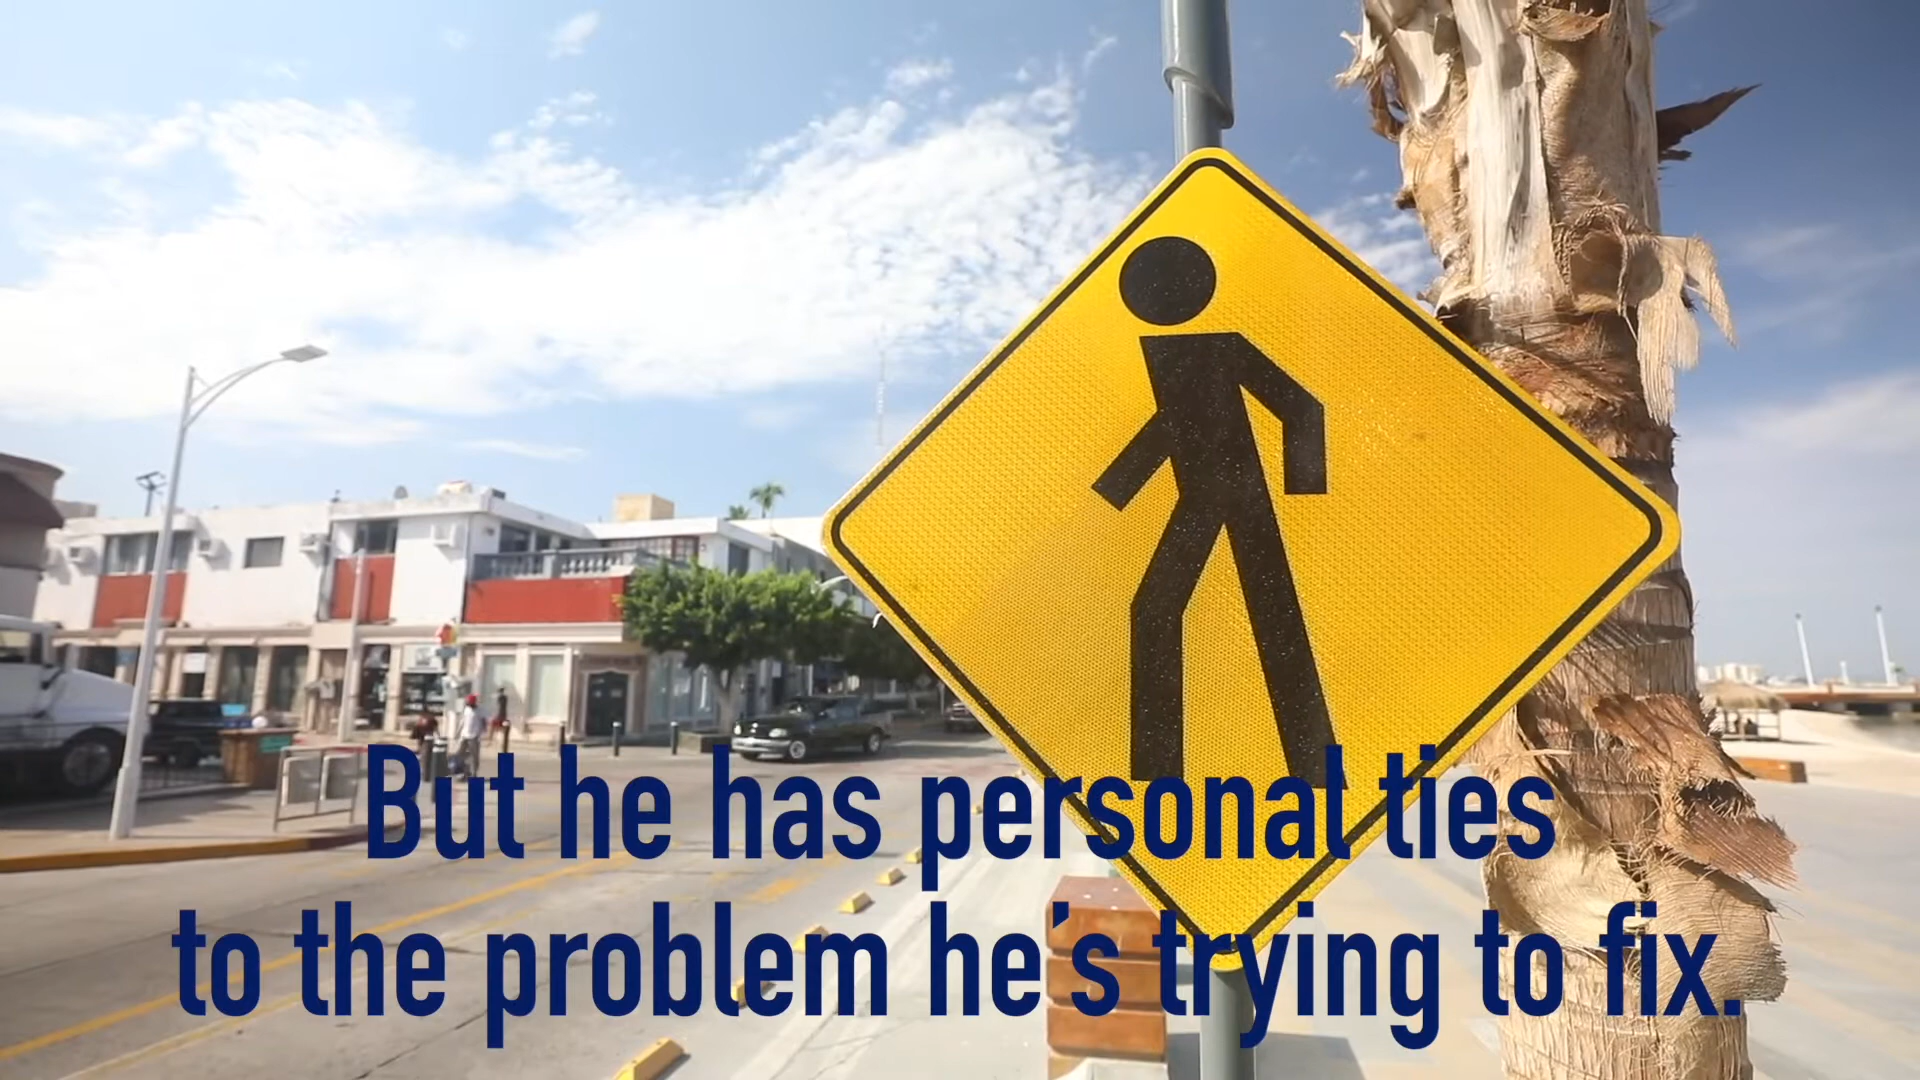 But he has personal ties
to the problem he's trying to fix.